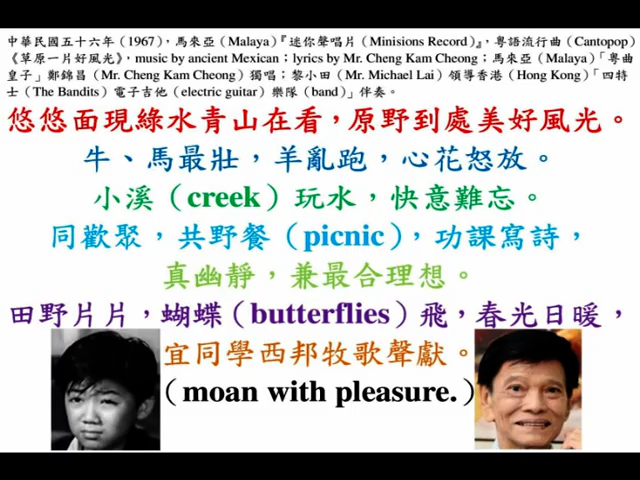 中華民國五十六年（1967），馬來亞（Malaya）『迷你聲唱片（Minisions Record）』，粵語流行曲（Cantopop）
《草原一片好風光》，music by ancient Mexican；lyrics by Mr. Cheng Kam Cheong；馬來亞（Malaya）「粵曲
皇子」鄭錦昌（Mr. Cheng Kam Cheong）獨唱；黎小田（Mr. Michael Lai）領導香港（Hong Kong）「四特
士（The Bandits）電子吉他（electric guitar）樂隊（band）」伴奏。
悠悠面現綠水青山在看，原野到處美好風光。
牛、馬最壯，羊亂跑，心花怒放。
小溪（creek）玩水，快意難忘。
同歡聚，共野餐（picnic），功課寫詩，
真幽靜，兼最合理想。
田野片片，蝴蝶（butterflies）飛，春光日暖，
宜同學西邦牧歌聲獻。
（moan with pleasure.）